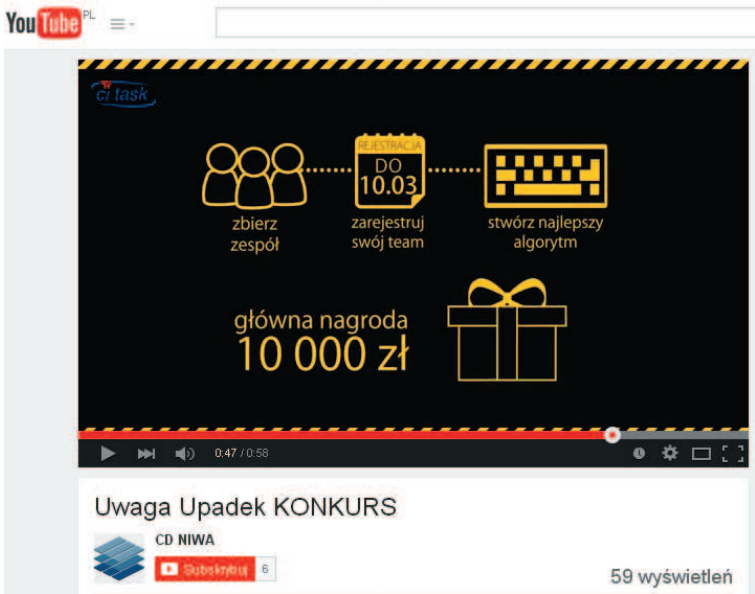 YouTube PL
ci task
REJESTRACJA
DO
10.03
zbierz
zespół
zarejestruj
swój team
stwórz najlepszy
algorytm
główna nagroda
10 000 zł
0:47 / 0:58
Uwaga Upadek KONKURS
CD NIWA
Subskrybuj 6
59 wyświetleń